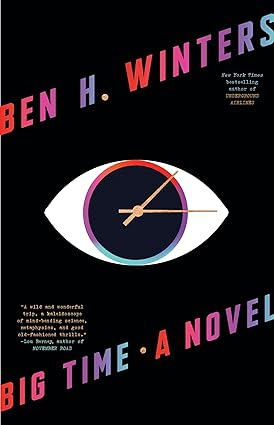 BEN H. WINTERS
New York Times
bestselling
author of
UNDERGROUND
AIRLINES
"A wild and wonderful
trip, a kaleidoscope
of mind-bending science,
metaphysics, and good
old-fashioned thrills."
-Lou Berney, author of
NOVEMBER ROAD
BIG TIME · A NOVEL